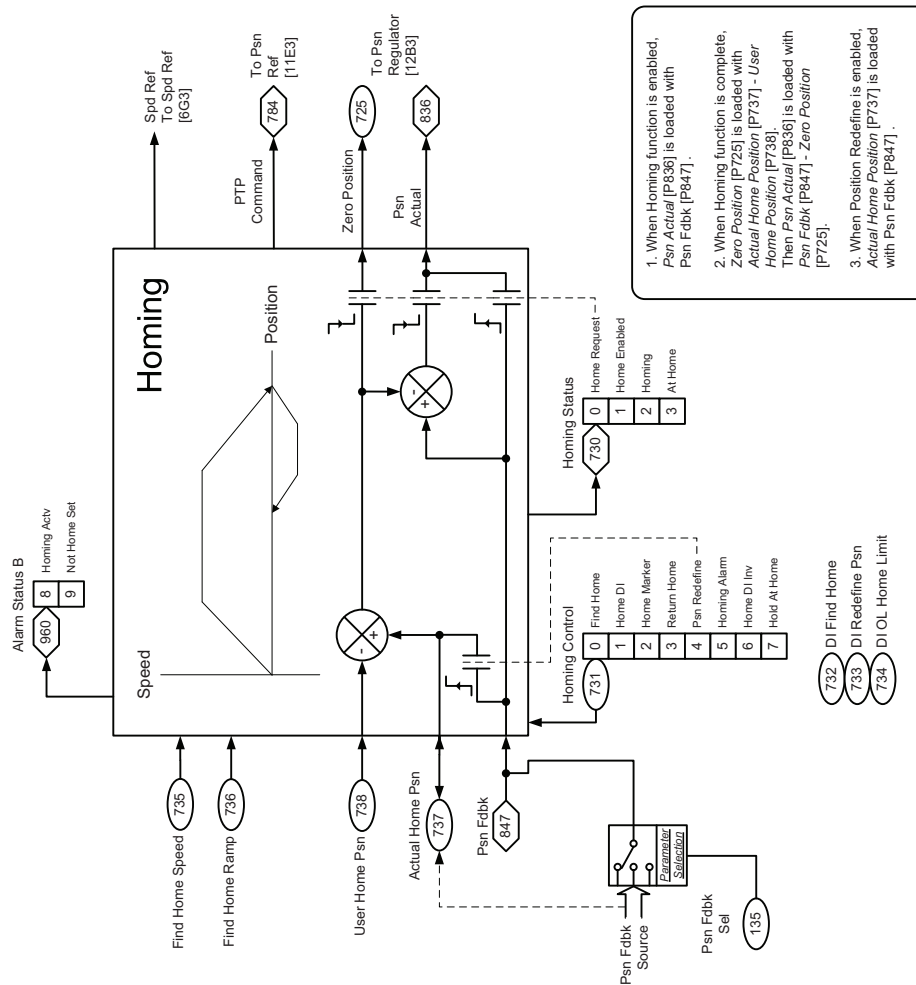 Alarm Status B
960
8 Homing Actv
9 Not Home Set
Find Home Speed
735
Find Home Ramp
736
User Home Psn
738
Actual Home Psn
737
Psn Fdbk
847
Psn Fdbk
Source
Parameter
Selection
Psn Fdbk
Sel
135
Homing
Speed
Position
-
+
-
+
Spd Ref
To Spd Ref
[6G3]
PTP
Command
784
To Psn
Ref
[11E3]
Zero Position
725
To Psn
Regulator
[12B3]
Psn
Actual
836
Homing Control
731
0 Find Home
1 Home DI
2 Home Marker
3 Return Home
4 Psn Redefine
5 Homing Alarm
6 Home DI Inv
7 Hold At Home
Homing Status
730
0 Home Request
1 Home Enabled
2 Homing
3 At Home
732 DI Find Home
733 DI Redefine Psn
734 DI OL Home Limit
1. When Homing function is enabled,
Psn Actual [P836] is loaded with
Psn Fdbk [P847] .
2. When Homing function is complete,
Zero Position [P725] is loaded with
Actual Home Position [P737] - User
Home Position [P738].
Then Psn Actual [P836] is loaded with
Psn Fdbk [P847] - Zero Position
[P725].
3. When Position Redefine is enabled,
Actual Home Position [P737] is loaded
with Psn Fdbk [P847] .